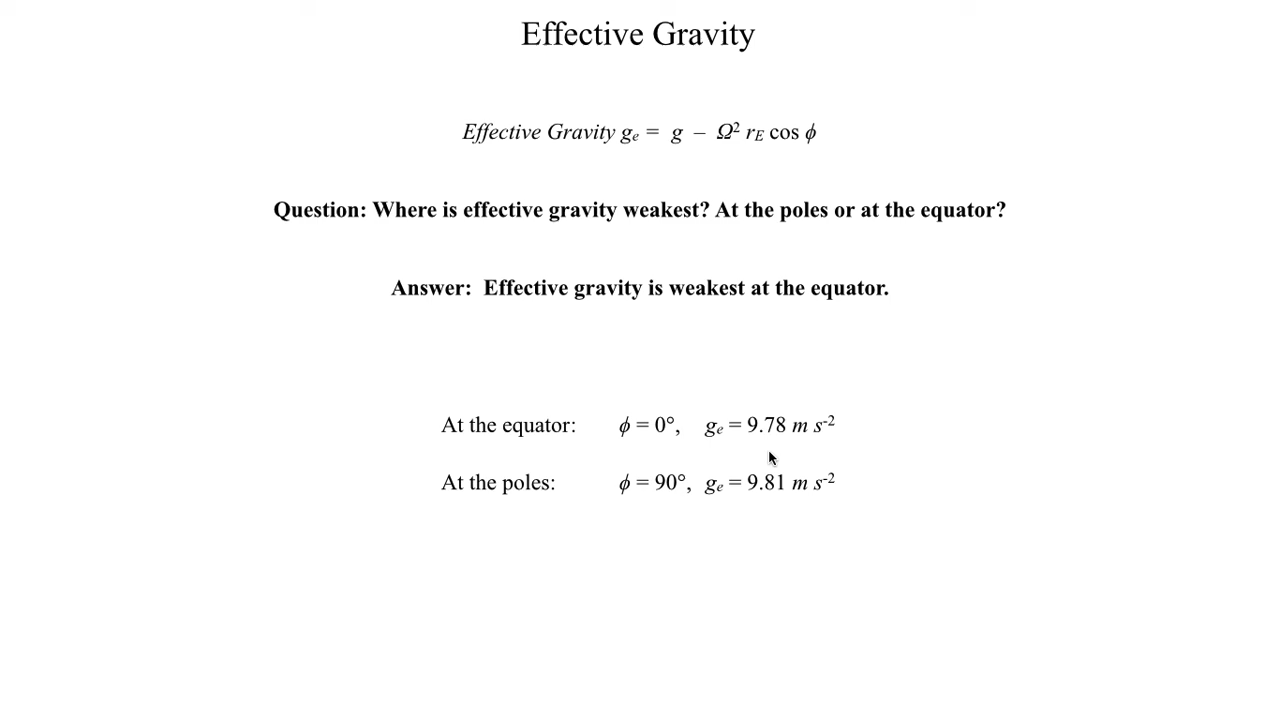 Effective Gravity
Effective Gravity gₑ = g – Ω² r_E cos ϕ
Question: Where is effective gravity weakest? At the poles or at the equator?
Answer: Effective gravity is weakest at the equator.
At the equator: ϕ = 0°, gₑ = 9.78 m s⁻²
At the poles: ϕ = 90°, gₑ = 9.81 m s⁻²